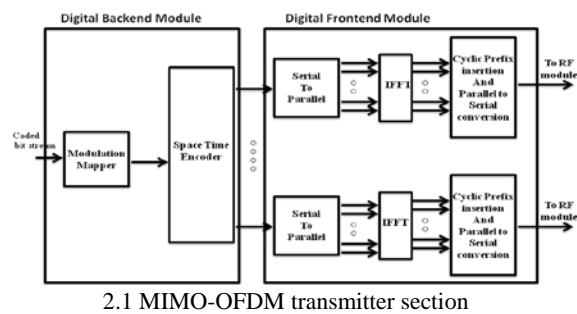 Digital Backend Module
Digital Frontend Module
Coded
bit stream
Modulation
Mapper
Space Time
Encoder
Serial
To
Parallel
IFFT
Cyclic Prefix
insertion
And
Parallel to
Serial
conversion
To RF
module
Serial
To
Parallel
IFFT
Cyclic Prefix
insertion
And
Parallel to
Serial
conversion
To RF
module
2.1 MIMO-OFDM transmitter section